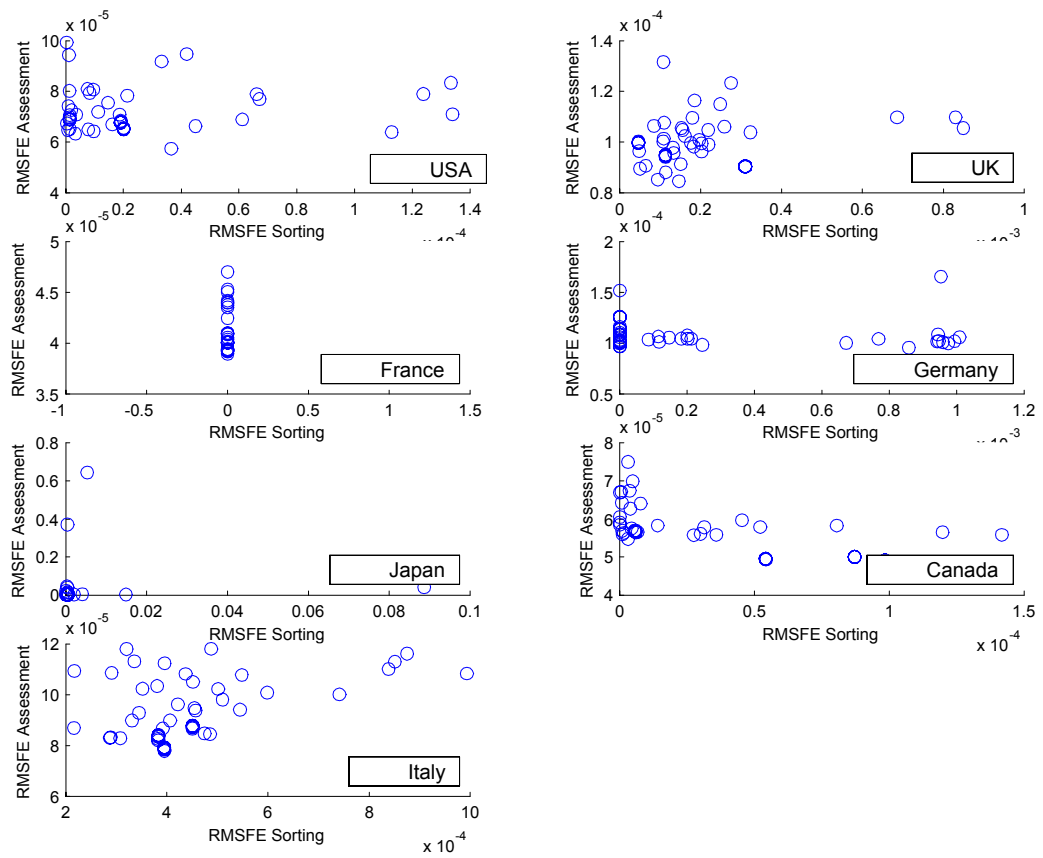 x 10⁻⁵
RMSFE Assessment
10
8
6
4
USA
0 0.2 0.4 0.6 0.8 1 1.2 1.4
RMSFE Sorting
x 10⁻⁴
x 10⁻⁴
RMSFE Assessment
1.4
1.2
1
0.8
UK
0 0.2 0.4 0.6 0.8 1
RMSFE Sorting
x 10⁻³
x 10⁻⁵
RMSFE Assessment
5
4.5
4
3.5
France
-1 -0.5 0 0.5 1 1.5
RMSFE Sorting
x 10⁻⁴
RMSFE Assessment
2
1.5
1
0.5
Germany
0 0.2 0.4 0.6 0.8 1 1.2
RMSFE Sorting
x 10⁻³
RMSFE Assessment
0.8
0.6
0.4
0.2
0
Japan
0 0.02 0.04 0.06 0.08 0.1
RMSFE Sorting
x 10⁻⁵
RMSFE Assessment
8
7
6
5
4
Canada
0 0.5 1 1.5
RMSFE Sorting
x 10⁻⁴
x 10⁻⁵
RMSFE Assessment
12
10
8
6
Italy
2 4 6 8 10
RMSFE Sorting
x 10⁻⁴